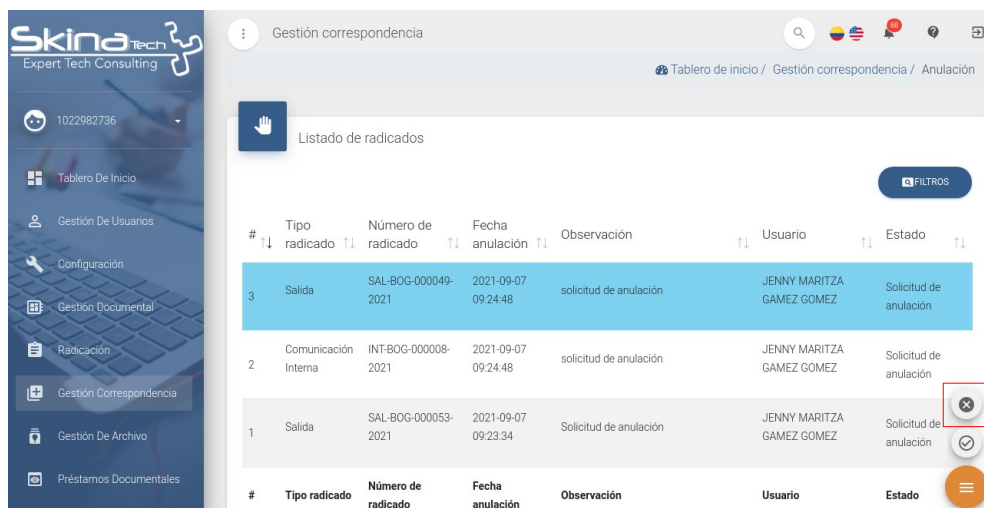 SkinaTech
Expert Tech Consulting
Gestión correspondencia
68
Tablero de inicio / Gestión correspondencia / Anulación
1022982736
Listado de radicados
FILTROS
Tablero De Inicio
Gestión De Usuarios
Configuración
Gestión Documental
Radicación
Gestión Correspondencia
Gestión De Archivo
Préstamos Documentales
# Tipo radicado Número de radicado Fecha anulación Observación Usuario Estado
3 Salida SAL-BOG-000049-2021 2021-09-07 09:24:48 solicitud de anulación JENNY MARITZA GAMEZ GOMEZ Solicitud de anulación
2 Comunicación Interna INT-BOG-000008-2021 2021-09-07 09:24:48 solicitud de anulación JENNY MARITZA GAMEZ GOMEZ Solicitud de anulación
1 Salida SAL-BOG-000053-2021 2021-09-07 09:23:34 Solicitud de anulación JENNY MARITZA GAMEZ GOMEZ Solicitud de anulación
# Tipo radicado Número de radicado Fecha anulación Observación Usuario Estado